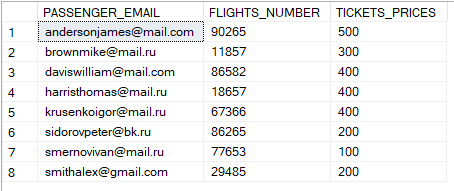 PASSENGER_EMAIL FLIGHTS_NUMBER TICKETS_PRICES
1 andersonjames@mail.com 90265 500
2 brownmike@mail.ru 11857 300
3 daviswilliam@mail.com 86582 400
4 harristhomas@mail.ru 18657 400
5 krusenkoigor@mail.ru 67366 400
6 sidorovpeter@bk.ru 86265 200
7 smernovivan@mail.ru 77653 100
8 smithalex@gmail.com 29485 200